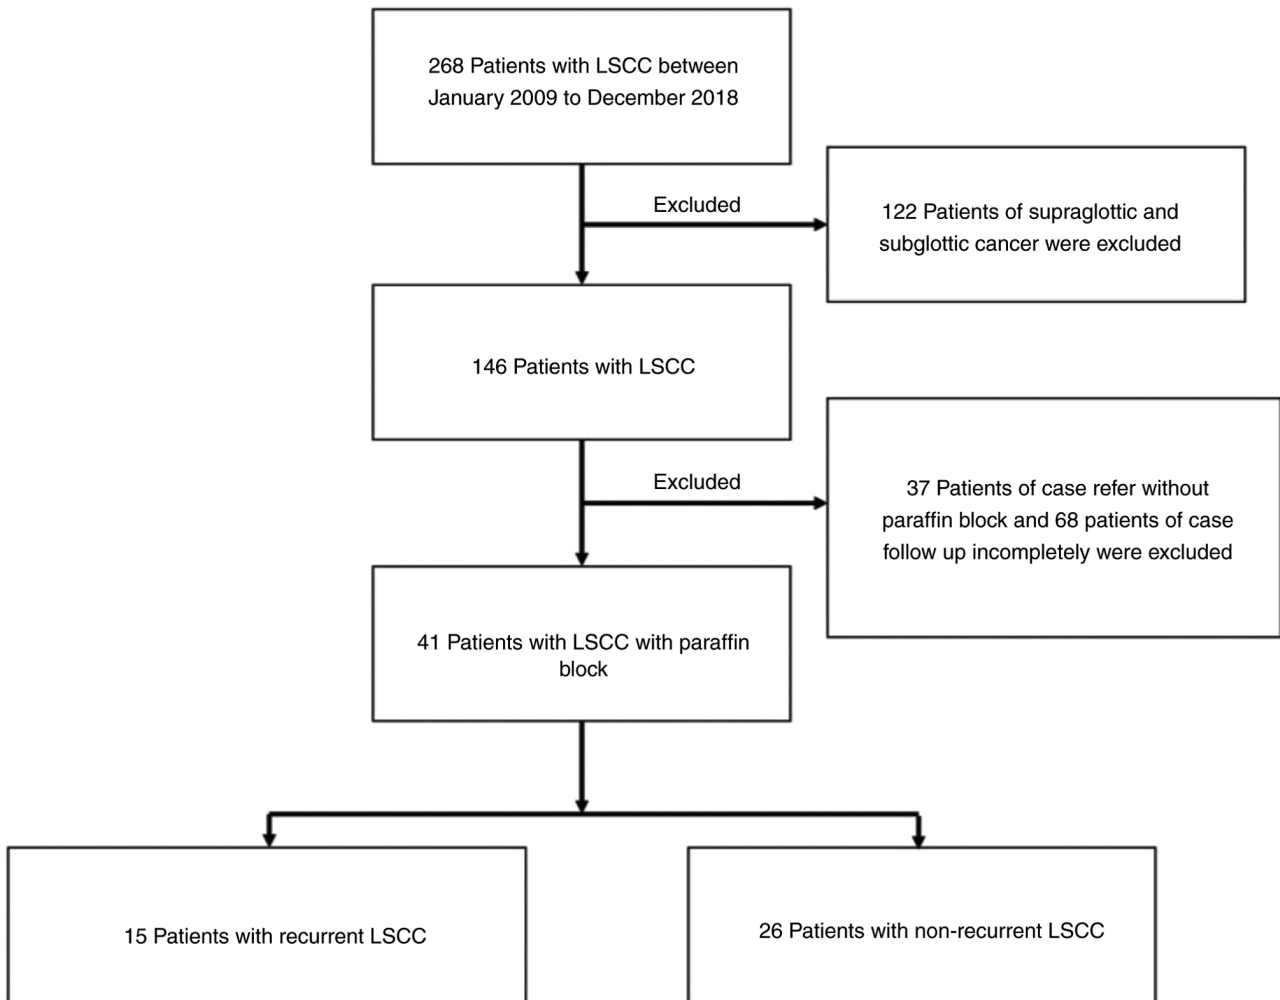 268 Patients with LSCC between
January 2009 to December 2018
Excluded
122 Patients of supraglottic and
subglottic cancer were excluded
146 Patients with LSCC
Excluded
37 Patients of case refer without
paraffin block and 68 patients of case
follow up incompletely were excluded
41 Patients with LSCC with paraffin
block
15 Patients with recurrent LSCC
26 Patients with non-recurrent LSCC